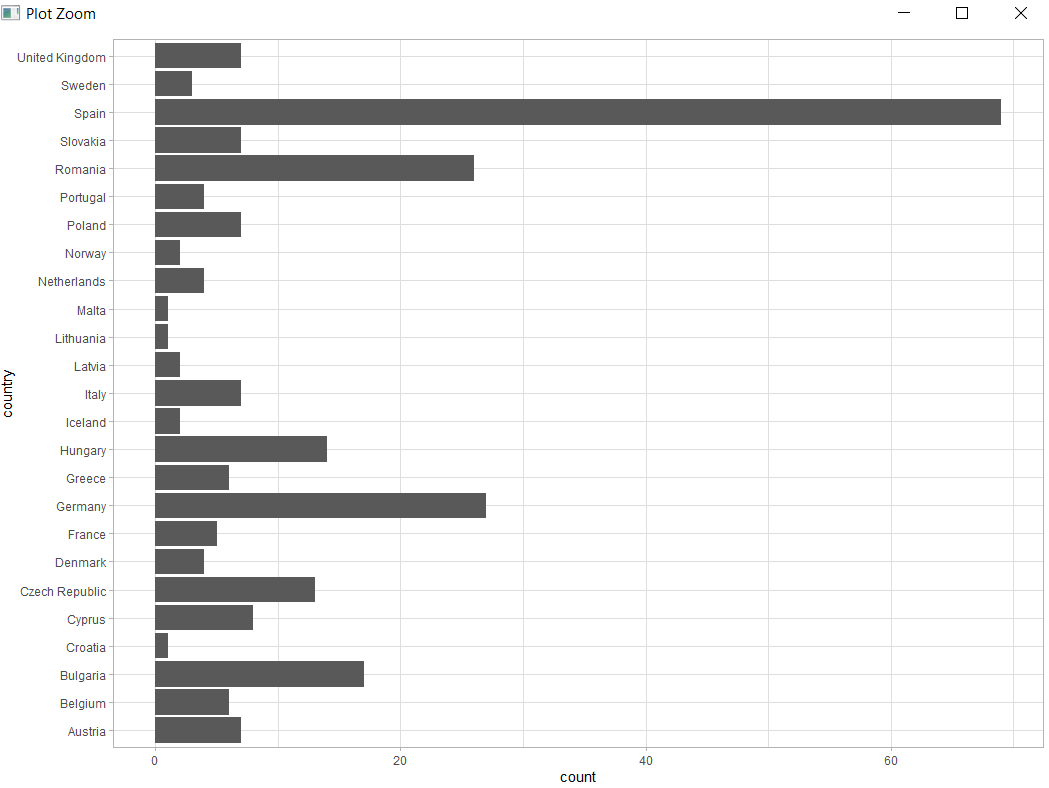 Plot Zoom
United Kingdom
Sweden
Spain
Slovakia
Romania
Portugal
Poland
Norway
Netherlands
Malta
Lithuania
Latvia
Italy
Iceland
Hungary
Greece
Germany
France
Denmark
Czech Republic
Cyprus
Croatia
Bulgaria
Belgium
Austria
country
0 20 40 60
count